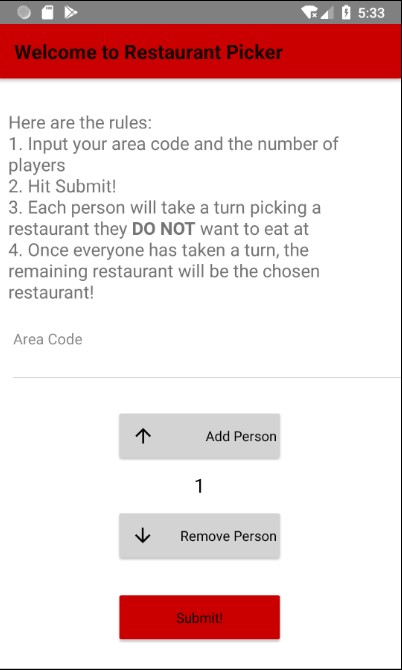 5:33
Welcome to Restaurant Picker
Here are the rules:
1. Input your area code and the number of
players
2. Hit Submit!
3. Each person will take a turn picking a
restaurant they DO NOT want to eat at
4. Once everyone has taken a turn, the
remaining restaurant will be the chosen
restaurant!
Area Code
Add Person
1
Remove Person
Submit!